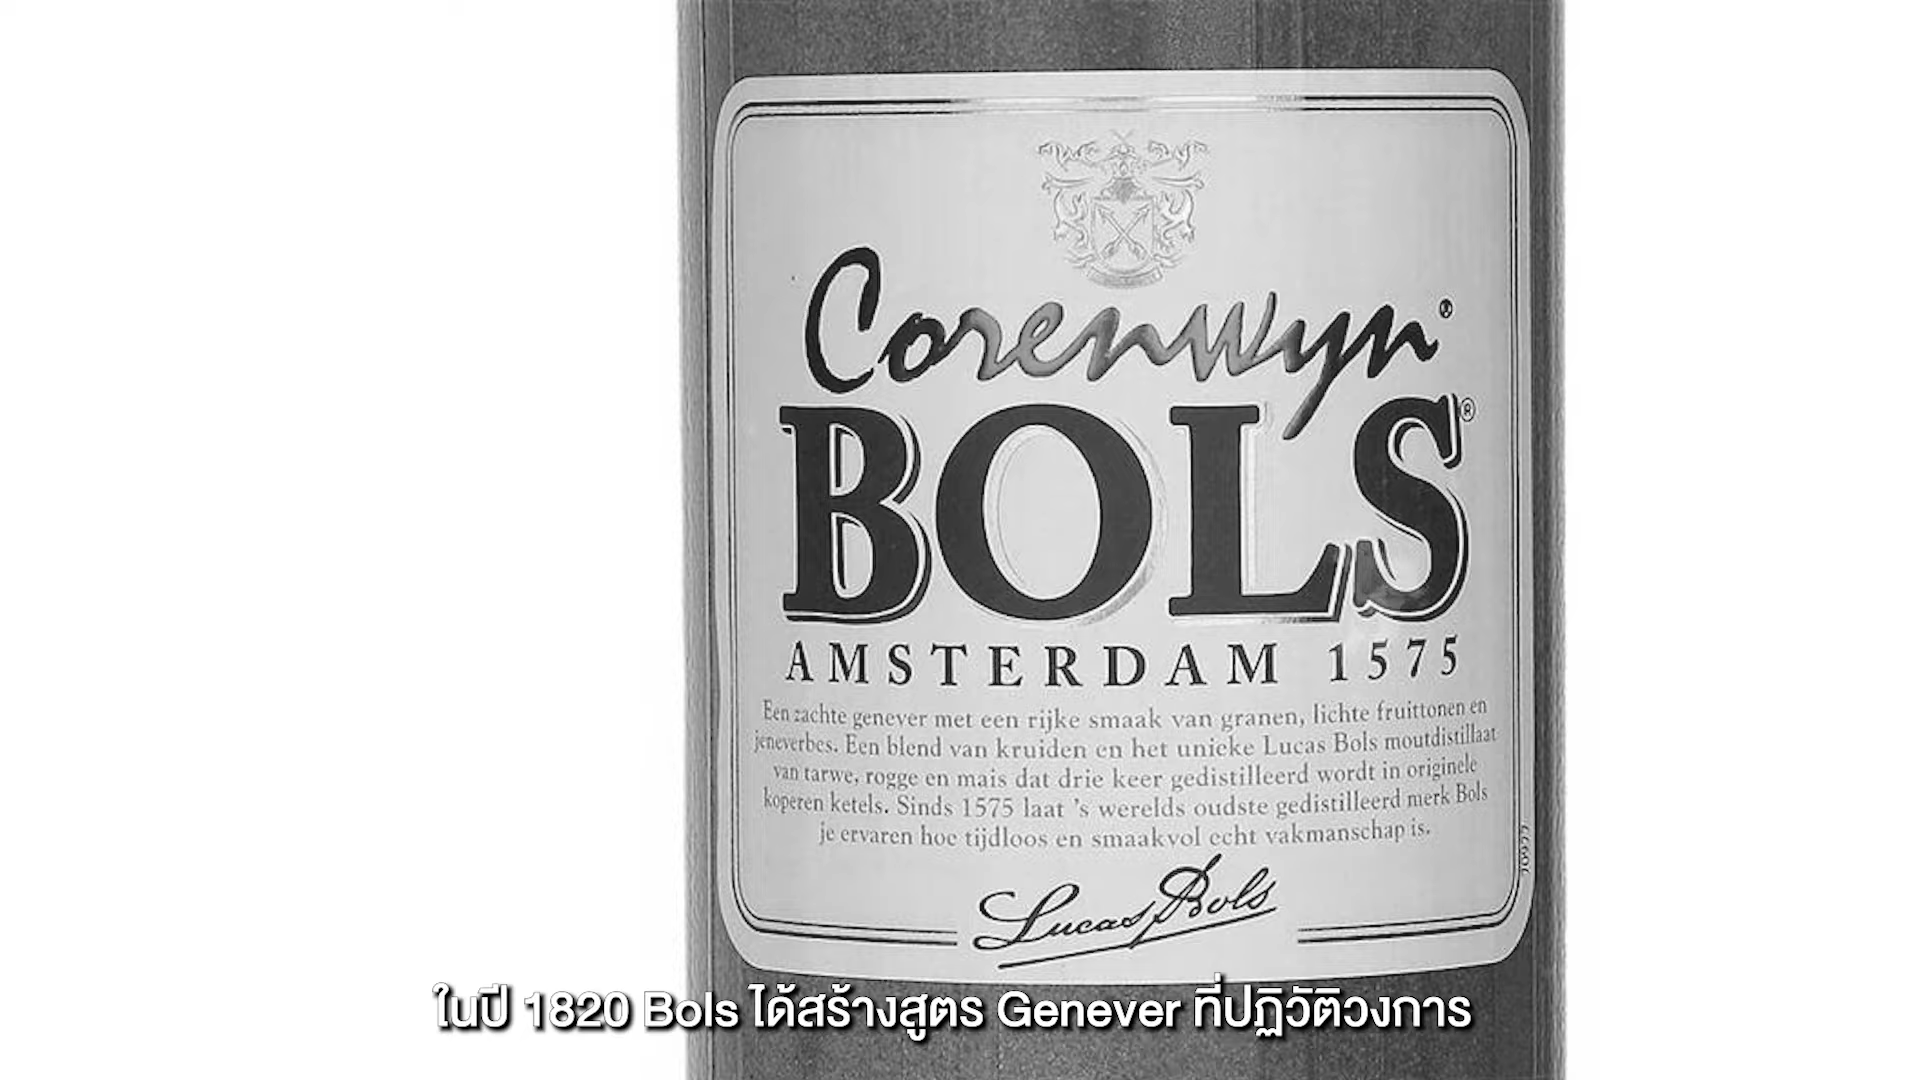 Corenwyn®
BOLS®
AMSTERDAM 1575
Een zachte genever met een rijke smaak van granen, lichte fruittonen en
jeneverbes. Een blend van kruiden en het unieke Lucas Bols moutdistillaat
van tarwe, rogge en mais dat drie keer gedistilleerd wordt in originele
koperen ketels. Sinds 1575 laat 's werelds oudste gedistilleerd merk Bols
je ervaren hoe tijdloos en smaakvol echt vakmanschap is.
Lucas Bols
ในปี 1820 Bols ได้สร้างสูตร Genever ที่ปฏิวัติวงการ